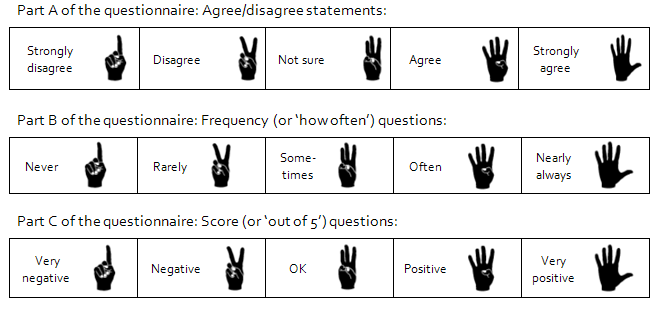 Part A of the questionnaire: Agree/disagree statements:
Strongly
disagree
Disagree
Not sure
Agree
Strongly
agree
Part B of the questionnaire: Frequency (or ‘how often’) questions:
Never
Rarely
Some-
times
Often
Nearly
always
Part C of the questionnaire: Score (or ‘out of 5’) questions:
Very
negative
Negative
OK
Positive
Very
positive